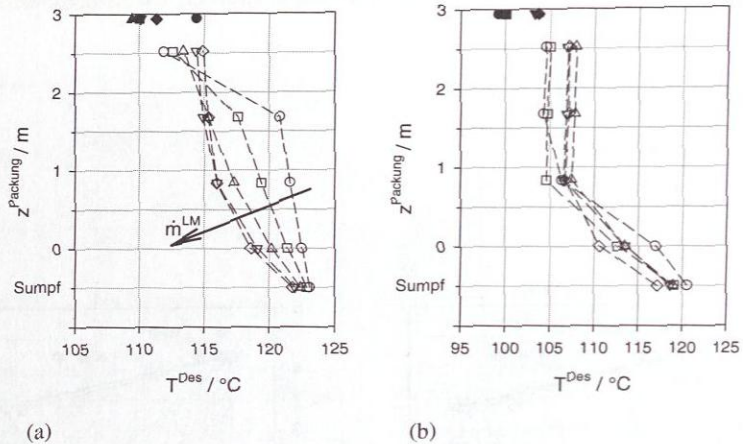 3
2
1
0
Sumpf
z Packung / m
ṁ LM
105
110
115
120
125
T Des / °C
(a)
3
2
1
0
Sumpf
z Packung / m
95
100
105
110
115
120
125
T Des / °C
(b)